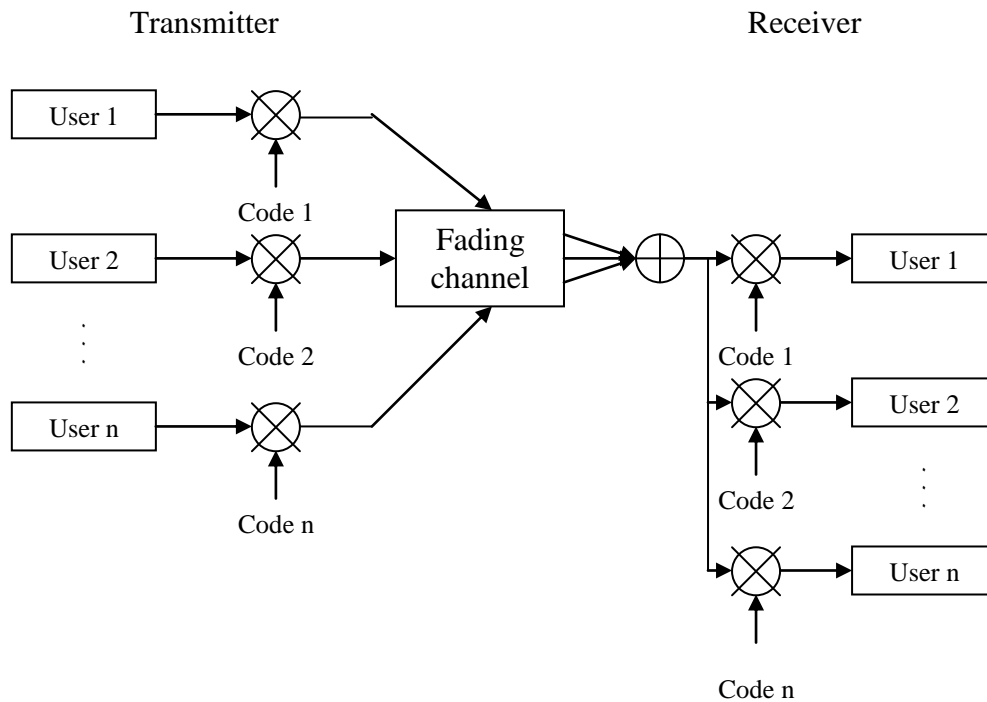 Transmitter
Receiver
User 1
Code 1
User 2
Code 2
User n
Code n
Fading
channel
User 1
Code 1
User 2
Code 2
User n
Code n